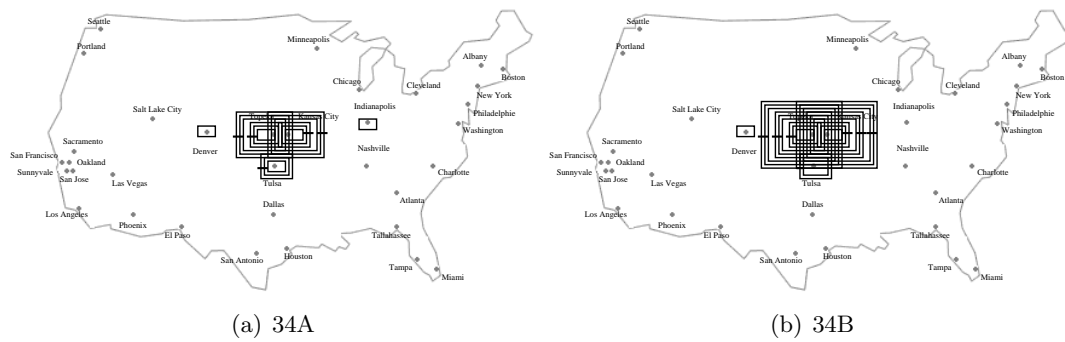 Seattle
Portland
Minneapolis
Albany
Boston
Chicago
Cleveland
New York
Salt Lake City
Indianapolis
Philadelphie
Kansas City
Washington
Sacramento
Denver
Nashville
San Francisco
Oakland
Sunnyvale
San Jose
Las Vegas
Tulsa
Charlotte
Dallas
Atlanta
Los Angeles
Phoenix
El Paso
Tallahassee
San Antonio
Houston
Tampa
Miami
(a) 34A
Seattle
Portland
Minneapolis
Albany
Boston
Chicago
Cleveland
New York
Salt Lake City
Indianapolis
Philadelphie
Kansas City
Washington
Sacramento
Denver
Nashville
San Francisco
Oakland
Sunnyvale
San Jose
Las Vegas
Tulsa
Charlotte
Dallas
Atlanta
Los Angeles
Phoenix
El Paso
Tallahassee
San Antonio
Houston
Tampa
Miami
(b) 34B